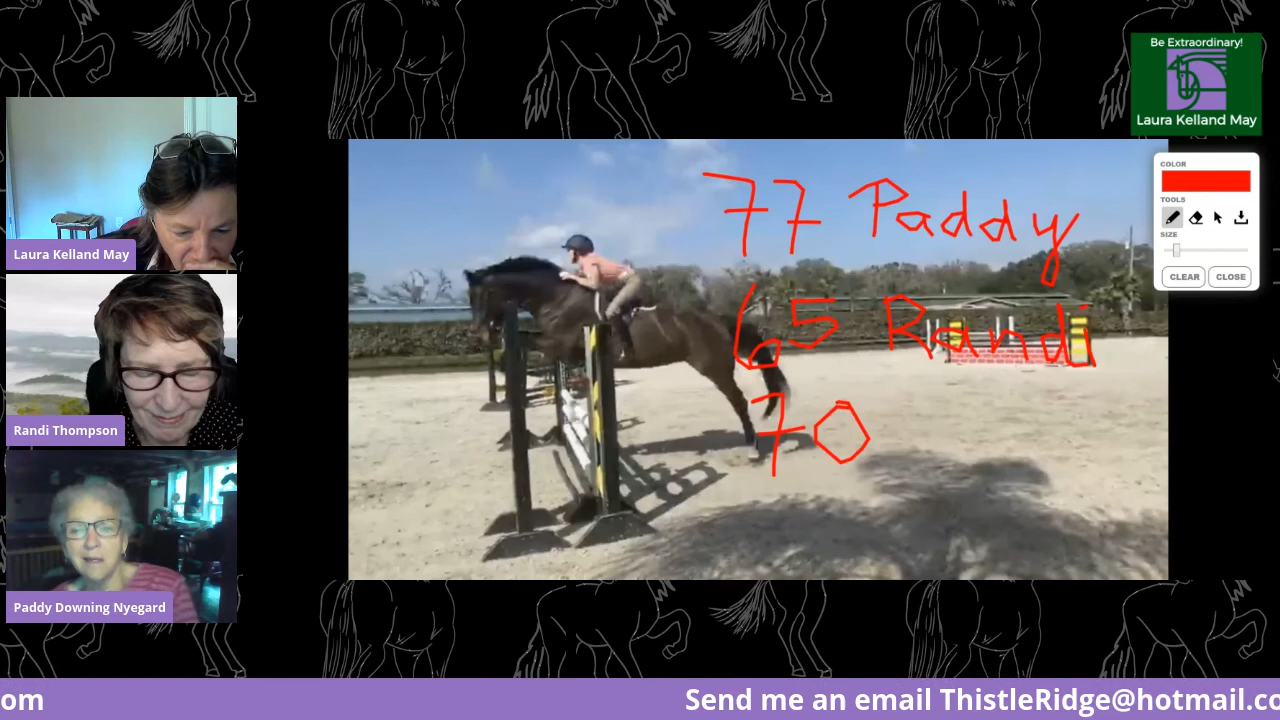 Be Extraordinary!
Laura Kelland May
COLOR
TOOLS
SIZE
CLEAR CLOSE
77 Paddy
65 Randi
70
Laura Kelland May
Randi Thompson
Paddy Downing Nyegard
om Send me an email ThistleRidge@hotmail.co